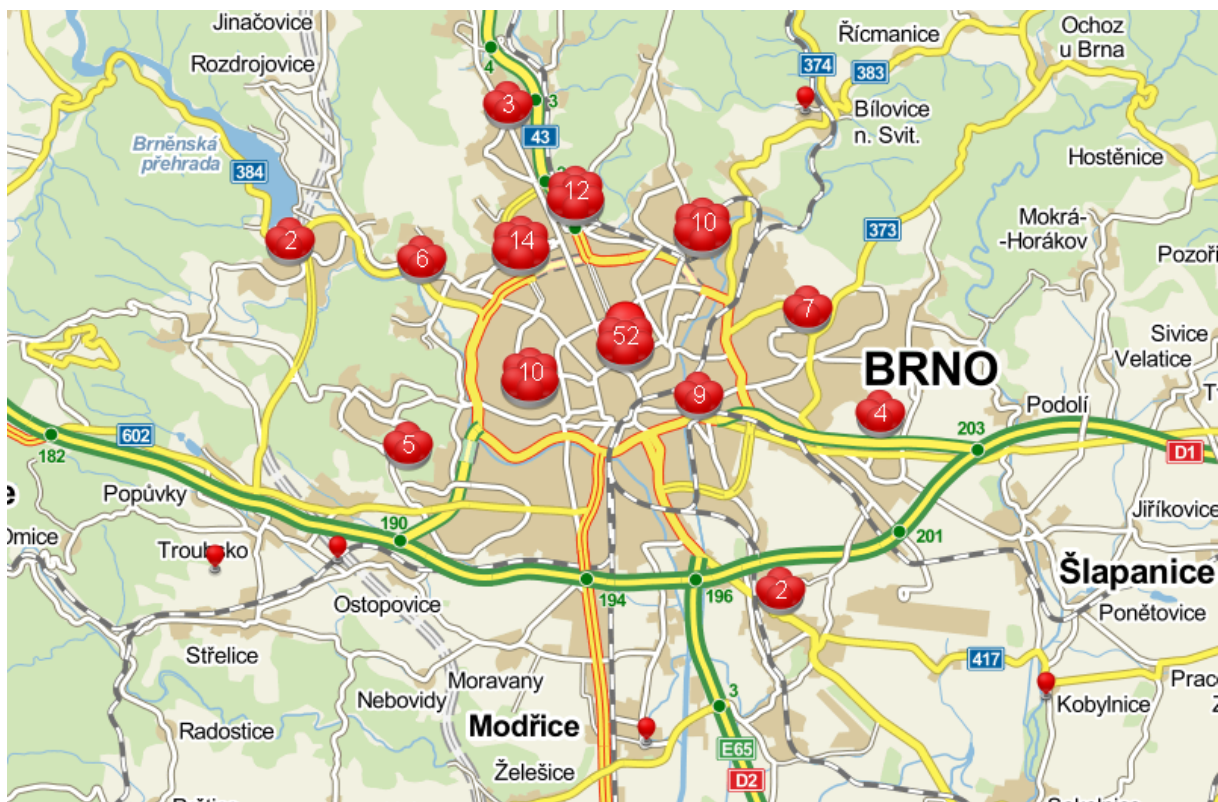 Jinačovice
Rozdrojovice
Brněnská
přehrada
384
4
3
3
43
12
14
10
2
6
7
52
10
9
4
5
2
Řícmanice
374
383
Ochoz
u Brna
Bílovice
n. Svit.
Hostěnice
373
Mokrá-
-Horákov
Sivice
Velatice
BRNO
Podolí
203
D1
602
182
Popůvky
190
Troubsko
Ostopovice
194
196
201
Jiříkovice
Šlapanice
Ponětovice
Střelice
Moravany
Nebovidy
Modřice
Radostice
Želešice
3
E65
D2
417
Kobylnice